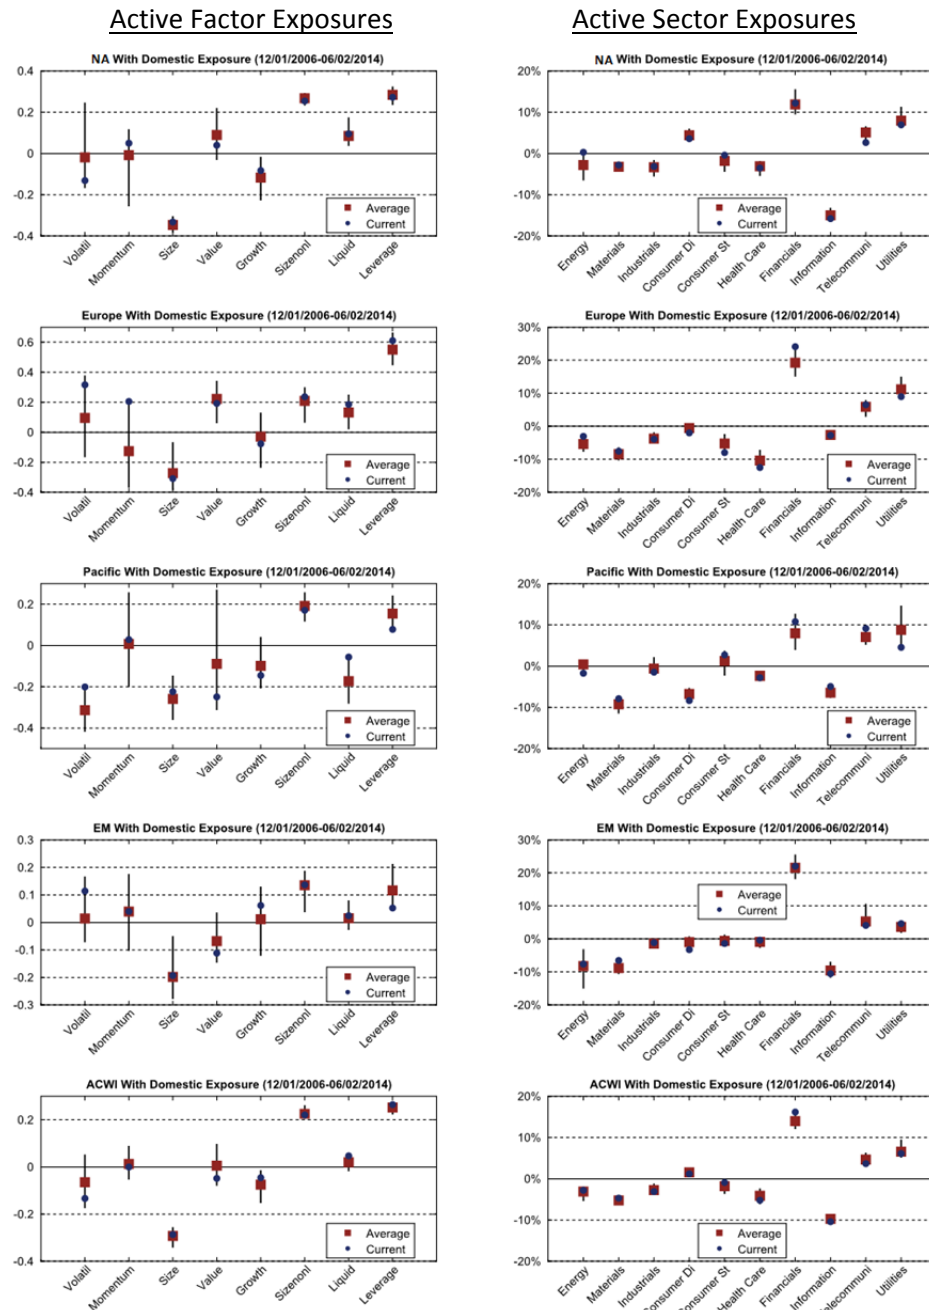 Active Factor Exposures
Active Sector Exposures
NA With Domestic Exposure (12/01/2006-06/02/2014)
0.4
0.2
0
-0.2
-0.4
Average
Current
Volatil
Momentum
Size
Value
Growth
Sizenonl
Liquid
Leverage
NA With Domestic Exposure (12/01/2006-06/02/2014)
20%
10%
0%
-10%
-20%
Average
Current
Energy
Materials
Industrials
Consumer Di
Consumer St
Health Care
Financials
Information
Telecommuni
Utilities
Europe With Domestic Exposure (12/01/2006-06/02/2014)
0.6
0.4
0.2
0
-0.2
-0.4
Average
Current
Volatil
Momentum
Size
Value
Growth
Sizenonl
Liquid
Leverage
Europe With Domestic Exposure (12/01/2006-06/02/2014)
30%
20%
10%
0%
-10%
-20%
Average
Current
Energy
Materials
Industrials
Consumer Di
Consumer St
Health Care
Financials
Information
Telecommuni
Utilities
Pacific With Domestic Exposure (12/01/2006-06/02/2014)
0.2
0
-0.2
-0.4
Average
Current
Volatil
Momentum
Size
Value
Growth
Sizenonl
Liquid
Leverage
Pacific With Domestic Exposure (12/01/2006-06/02/2014)
20%
10%
0%
-10%
-20%
Average
Current
Energy
Materials
Industrials
Consumer Di
Consumer St
Health Care
Financials
Information
Telecommuni
Utilities
EM With Domestic Exposure (12/01/2006-06/02/2014)
0.3
0.2
0.1
0
-0.1
-0.2
-0.3
Average
Current
Volatil
Momentum
Size
Value
Growth
Sizenonl
Liquid
Leverage
EM With Domestic Exposure (12/01/2006-06/02/2014)
30%
20%
10%
0%
-10%
-20%
Average
Current
Energy
Materials
Industrials
Consumer Di
Consumer St
Health Care
Financials
Information
Telecommuni
Utilities
ACWI With Domestic Exposure (12/01/2006-06/02/2014)
0.2
0
-0.2
-0.4
Average
Current
Volatil
Momentum
Size
Value
Growth
Sizenonl
Liquid
Leverage
ACWI With Domestic Exposure (12/01/2006-06/02/2014)
20%
10%
0%
-10%
-20%
Average
Current
Energy
Materials
Industrials
Consumer Di
Consumer St
Health Care
Financials
Information
Telecommuni
Utilities